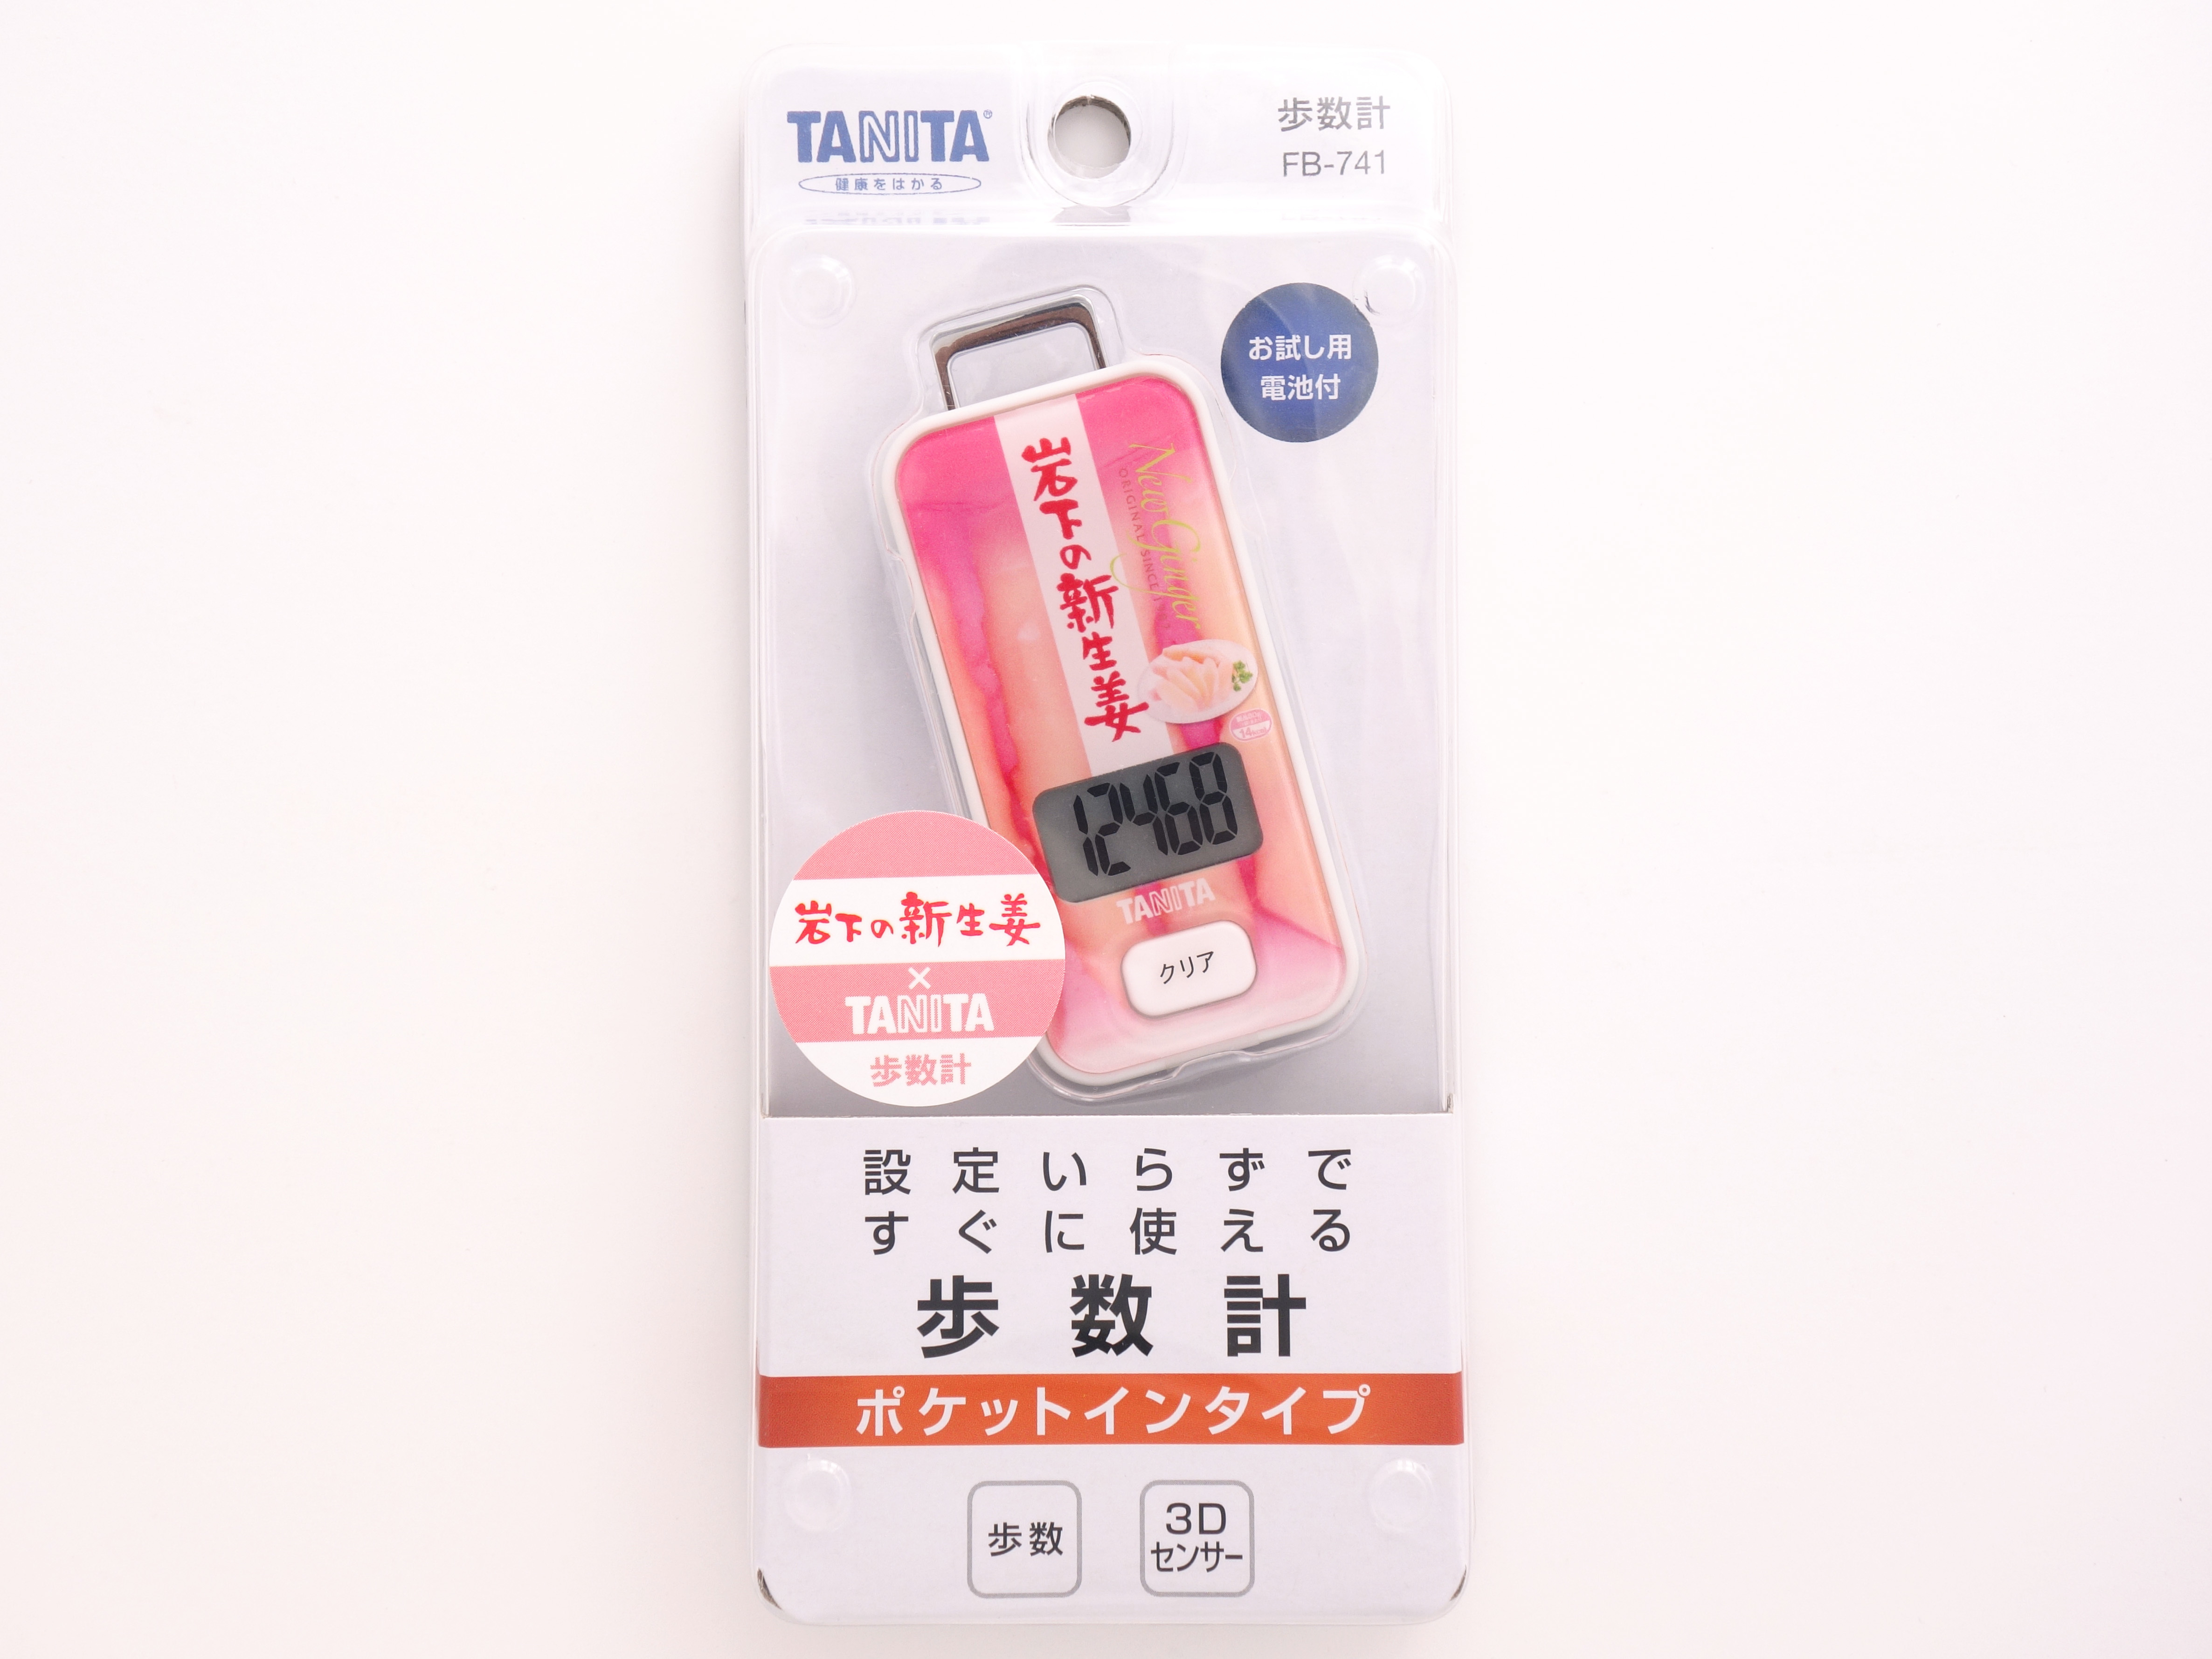 TANITA®
健康をはかる
歩数計
FB-741
お試し用
電池付
岩下の新生姜
New Ginger
ORIGINAL SINCE
12468
TANITA
クリア
岩下の新生姜
×
TANITA
歩数計
設定いらずで
すぐに使える
歩数計
ポケットインタイプ
歩数
3D
センサー